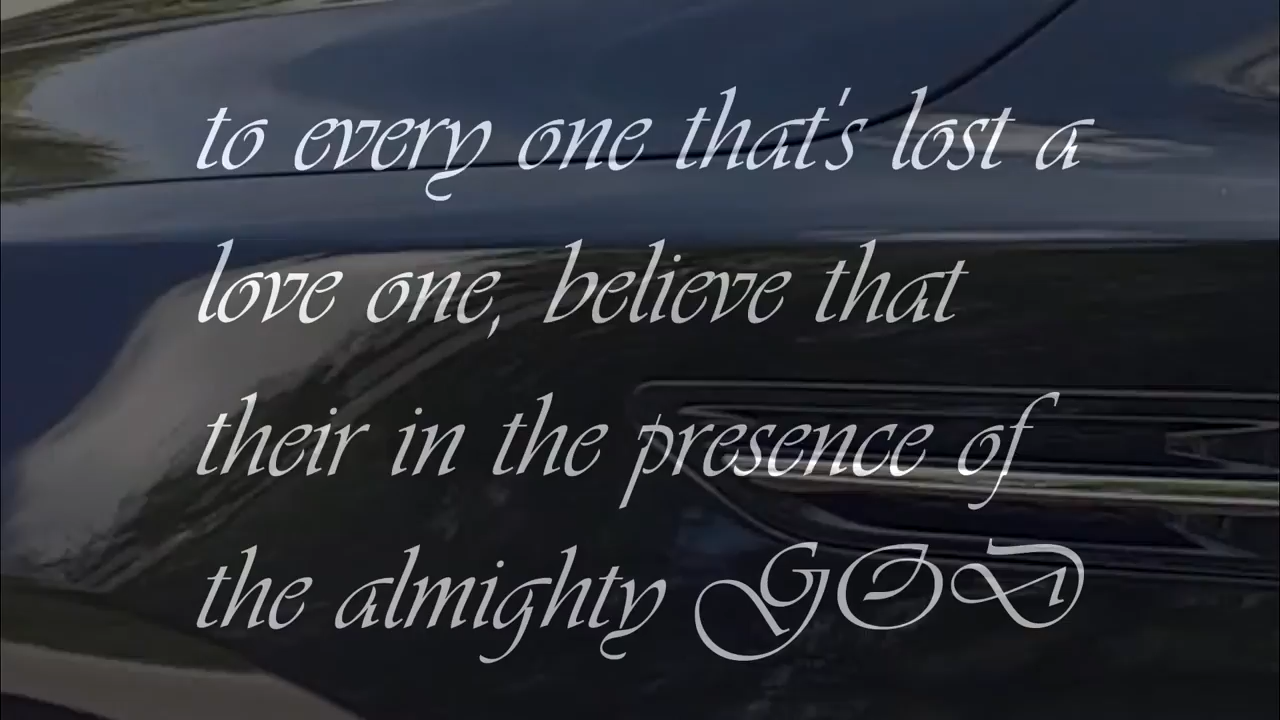 to every one that's lost a
love one, believe that
their in the presence of
the almighty GOD